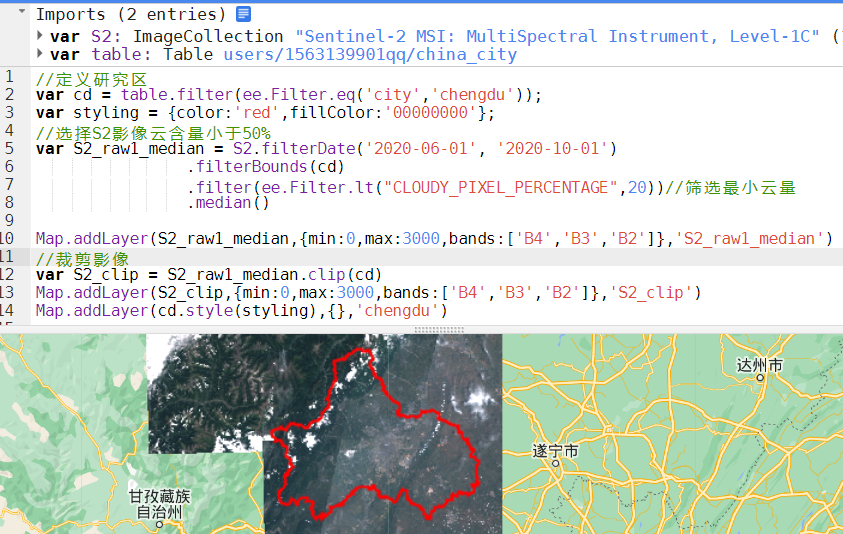 Imports (2 entries)
var S2: ImageCollection "Sentinel-2 MSI: MultiSpectral Instrument, Level-1C" (
var table: Table users/1563139901qq/china_city
1 //定义研究区
2 var cd = table.filter(ee.Filter.eq('city','chengdu'));
3 var styling = {color:'red',fillColor:'00000000'};
4 //选择S2影像云含量小于50%
5 var S2_raw1_median = S2.filterDate('2020-06-01', '2020-10-01')
6 .filterBounds(cd)
7 .filter(ee.Filter.lt("CLOUDY_PIXEL_PERCENTAGE",20))//筛选最小云量
8 .median()
9
10 Map.addLayer(S2_raw1_median,{min:0,max:3000,bands:['B4','B3','B2']},'S2_raw1_median')
11 //裁剪影像
12 var S2_clip = S2_raw1_median.clip(cd)
13 Map.addLayer(S2_clip,{min:0,max:3000,bands:['B4','B3','B2']},'S2_clip')
14 Map.addLayer(cd.style(styling),{},'chengdu')
达州市
遂宁市
甘孜藏族
自治州